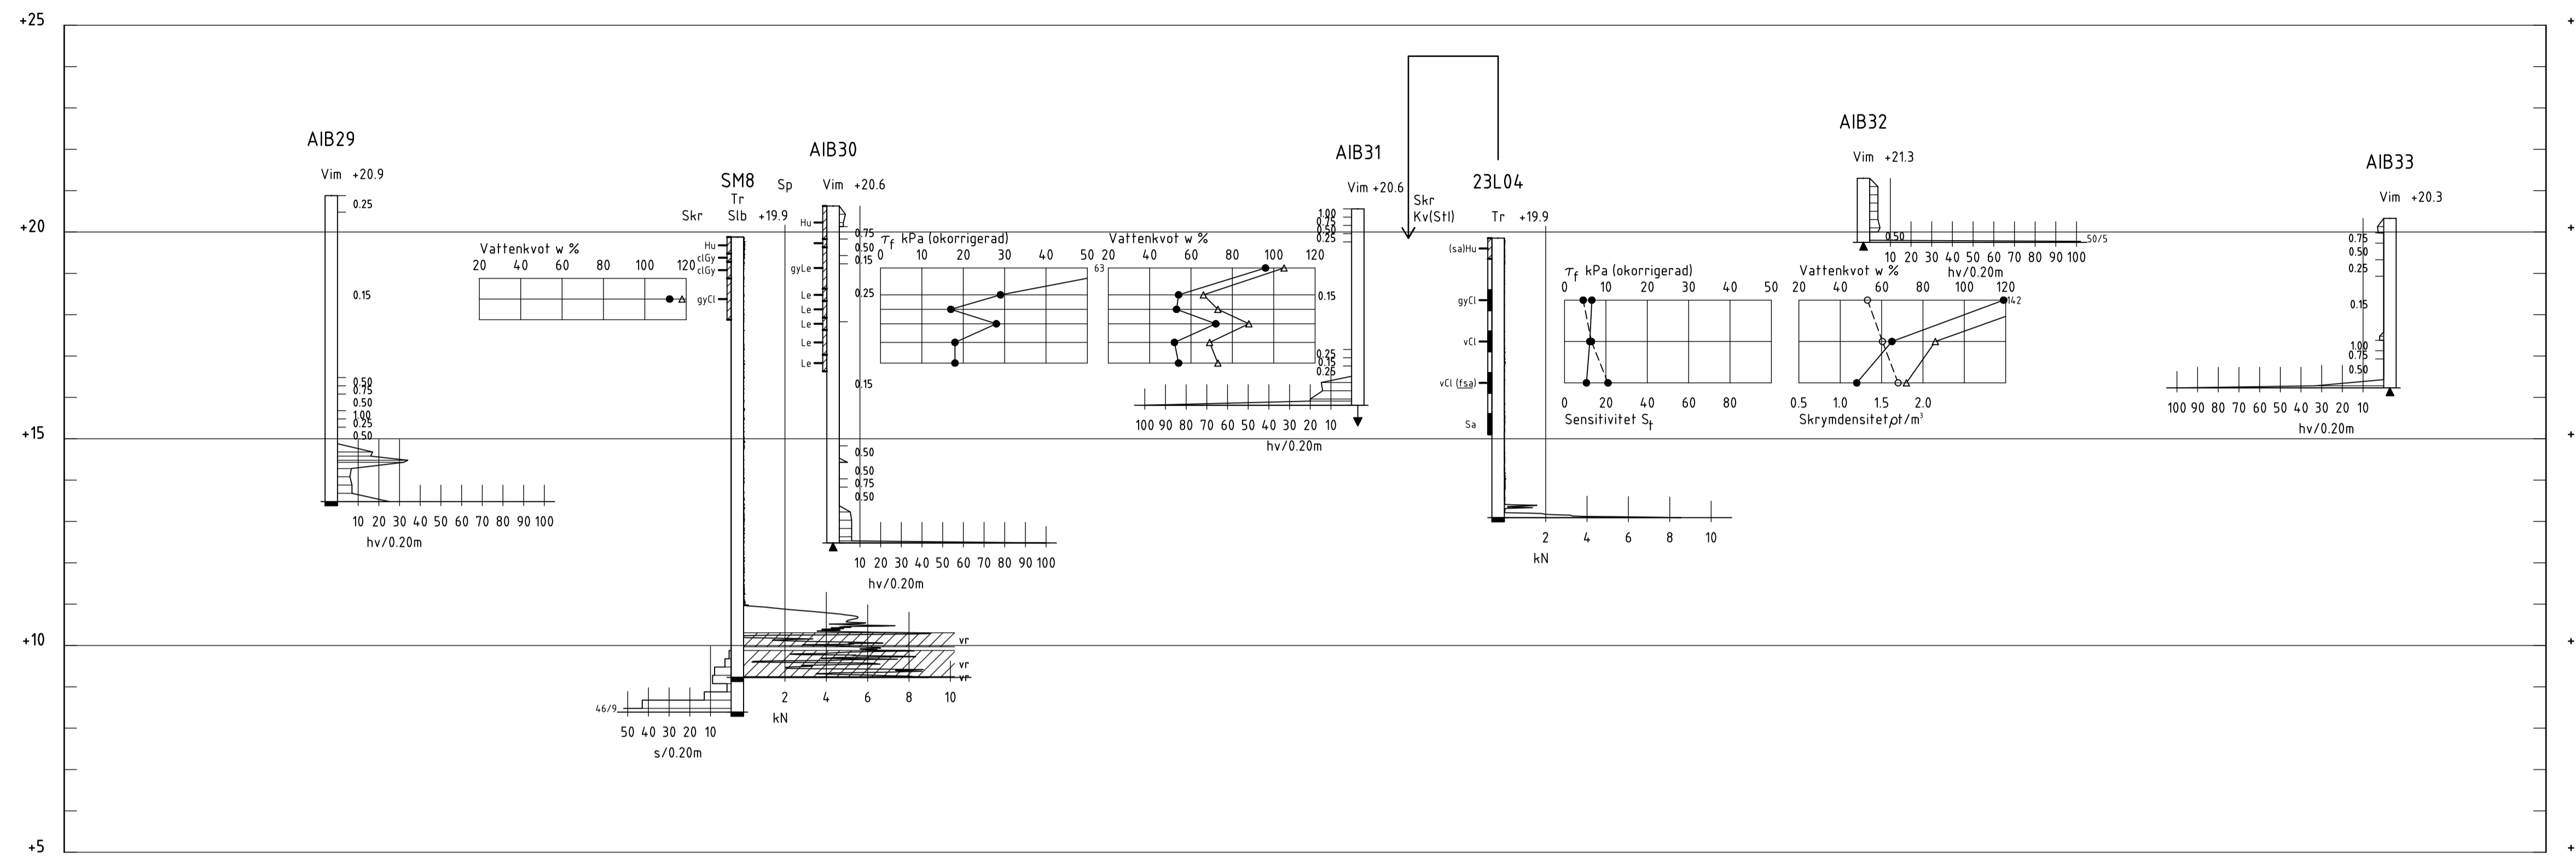 +25
+20
+15
+10
+5
AIB29
Vim +20.9
0.25
0.15
0.50
0.75
0.50
1.00
0.25
0.50
10 20 30 40 50 60 70 80 90 100
hv/0.20m
Vattenkvot w %
20 40 60 80 100 120
SM8
Tr
Skr Slb +19.9
Hu
clGy
clGy
gyCl
vr
vr
vr
2 4 6 8 10
kN
46/9
50 40 30 20 10
s/0.20m
AIB30
Sp Vim +20.6
Hu
gyLe
Le
Le
Le
Le
Le
0.75
0.50
0.15
0.25
0.15
0.50
0.50
0.75
0.50
10 20 30 40 50 60 70 80 90 100
hv/0.20m
τf kPa (okorrigerad)
0 10 20 30 40 50
63
Vattenkvot w %
20 40 60 80 100 120
AIB31
Vim +20.6
1.00
0.75
0.50
0.25
0.15
0.25
0.15
0.25
100 90 80 70 60 50 40 30 20 10
hv/0.20m
23L04
Skr
Kv(StI) Tr +19.9
(sa)Hu
gyCl
vCl
vCl (fsa)
Sa
2 4 6 8 10
kN
τf kPa (okorrigerad)
0 10 20 30 40 50
0 20 40 60 80
Sensitivitet St
Vattenkvot w %
20 40 60 80 100 120
142
0.5 1.0 1.5 2.0
Skrymdensitet ρt/m³
AIB32
Vim +21.3
0.50
50/5
10 20 30 40 50 60 70 80 90 100
hv/0.20m
AIB33
Vim +20.3
0.75
0.50
0.25
0.15
1.00
0.75
0.50
100 90 80 70 60 50 40 30 20 10
hv/0.20m
+
+
+
+
+